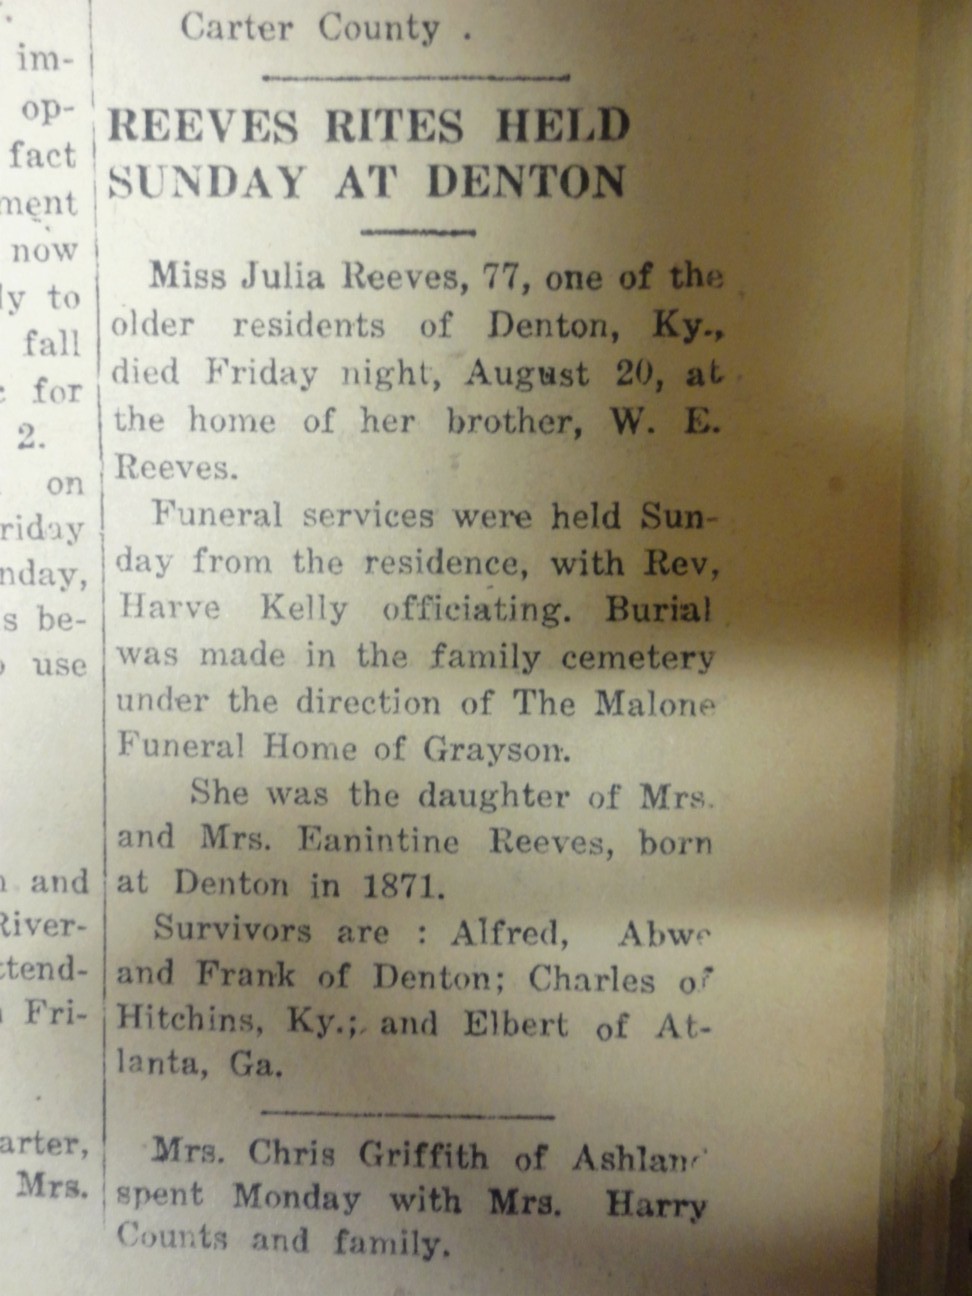 im-
op-
fact
ment
now
ly to
fall
for
2.
on
riday
nday,
s be-
use
and
River-
ttend-
Fri-
arter,
Mrs.
Carter County .
REEVES RITES HELD
SUNDAY AT DENTON
Miss Julia Reeves, 77, one of the
older residents of Denton, Ky.,
died Friday night, August 20, at
the home of her brother, W. E.
Reeves.
Funeral services were held Sun-
day from the residence, with Rev,
Harve Kelly officiating. Burial
was made in the family cemetery
under the direction of The Malone
Funeral Home of Grayson.
She was the daughter of Mrs.
and Mrs. Eanintine Reeves, born
at Denton in 1871.
Survivors are : Alfred, Abwe
and Frank of Denton; Charles of
Hitchins, Ky.; and Elbert of At-
lanta, Ga.
Mrs. Chris Griffith of Ashland
spent Monday with Mrs. Harry
Counts and family.